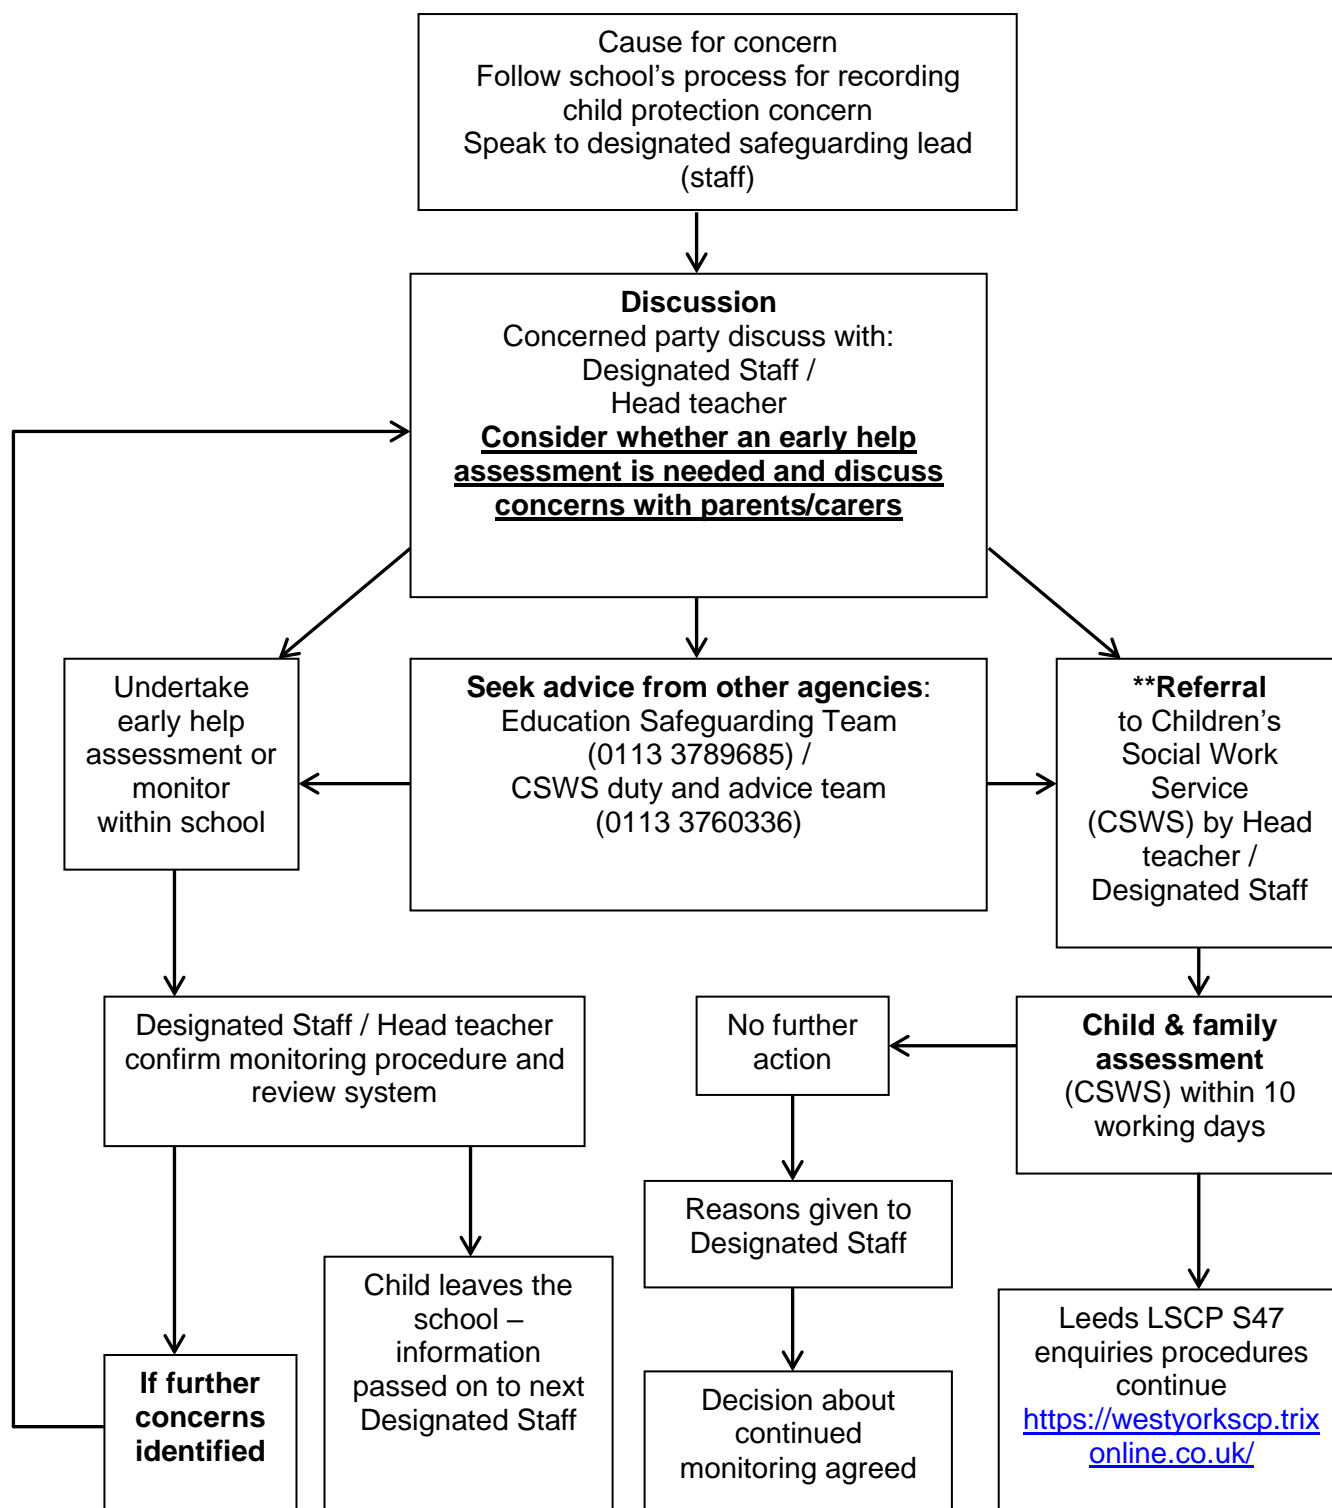 Cause for concern
Follow school’s process for recording
child protection concern
Speak to designated safeguarding lead
(staff)
Discussion
Concerned party discuss with:
Designated Staff /
Head teacher
Consider whether an early help
assessment is needed and discuss
concerns with parents/carers
Undertake
early help
assessment or
monitor
within school
Seek advice from other agencies:
Education Safeguarding Team
(0113 3789685) /
CSWS duty and advice team
(0113 3760336)
**Referral
to Children’s
Social Work
Service
(CSWS) by Head
teacher /
Designated Staff
Designated Staff / Head teacher
confirm monitoring procedure and
review system
No further
action
Child & family
assessment
(CSWS) within 10
working days
Reasons given to
Designated Staff
Child leaves the
school –
information
passed on to next
Designated Staff
Leeds LSCP S47
enquiries procedures
continue
https://westyorkscp.trix
online.co.uk/
If further
concerns
identified
Decision about
continued
monitoring agreed